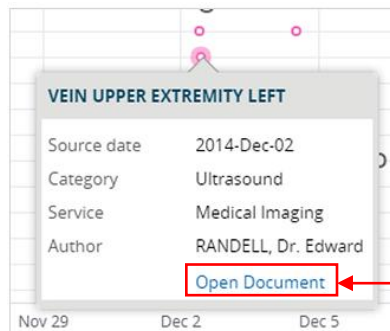 VEIN UPPER EXTREMITY LEFT
Source date 2014-Dec-02
Category Ultrasound
Service Medical Imaging
Author RANDELL, Dr. Edward
Open Document
Nov 29 Dec 2 Dec 5